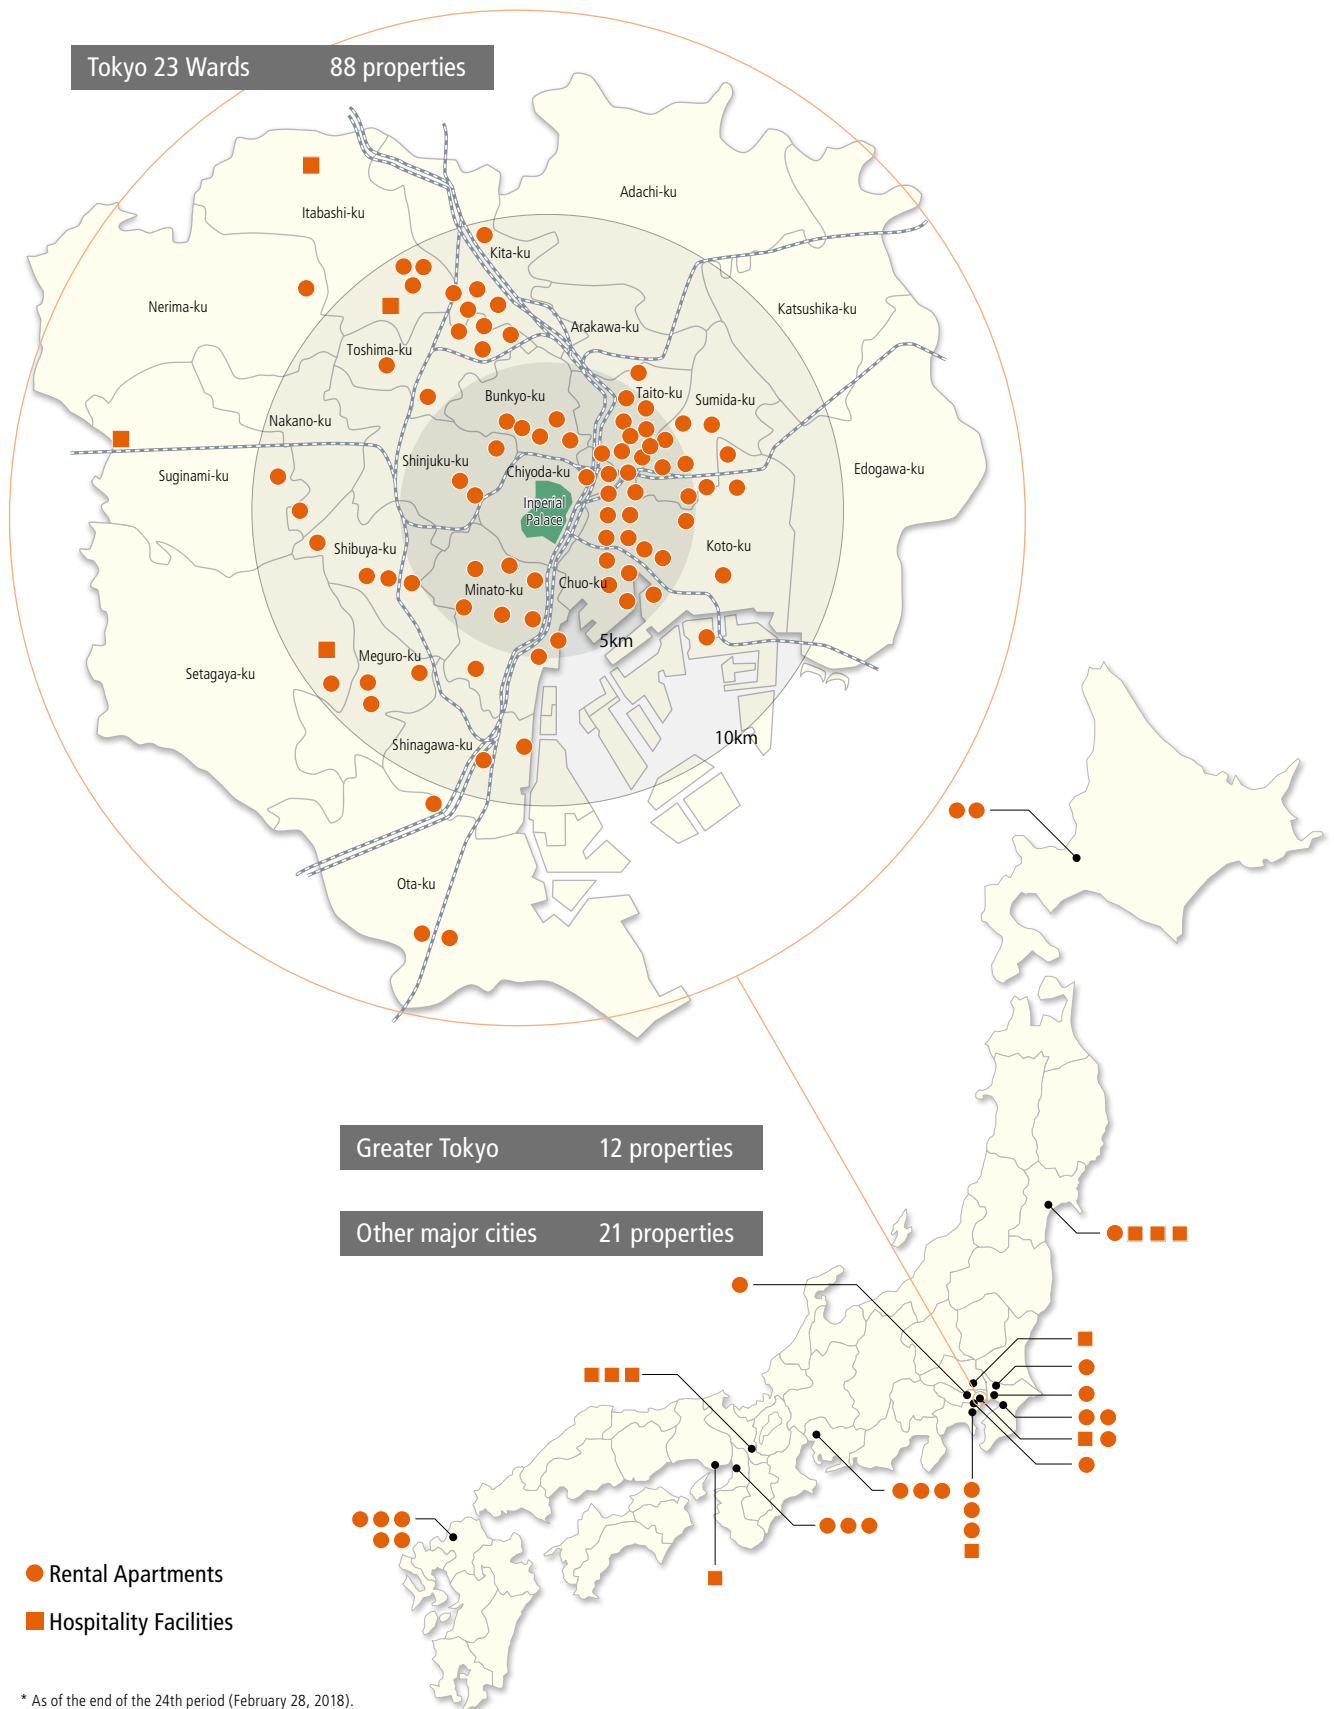 Tokyo 23 Wards 88 properties
Adachi-ku
Itabashi-ku
Kita-ku
Nerima-ku
Katsushika-ku
Arakawa-ku
Toshima-ku
Taito-ku
Sumida-ku
Bunkyo-ku
Nakano-ku
Shinjuku-ku
Chiyoda-ku
Edogawa-ku
Suginami-ku
Inperial
Palace
Shibuya-ku
Koto-ku
Minato-ku
Chuo-ku
5km
Meguro-ku
Setagaya-ku
Shinagawa-ku
10km
Ota-ku
Greater Tokyo 12 properties
Other major cities 21 properties
Rental Apartments
Hospitality Facilities
* As of the end of the 24th period (February 28, 2018).